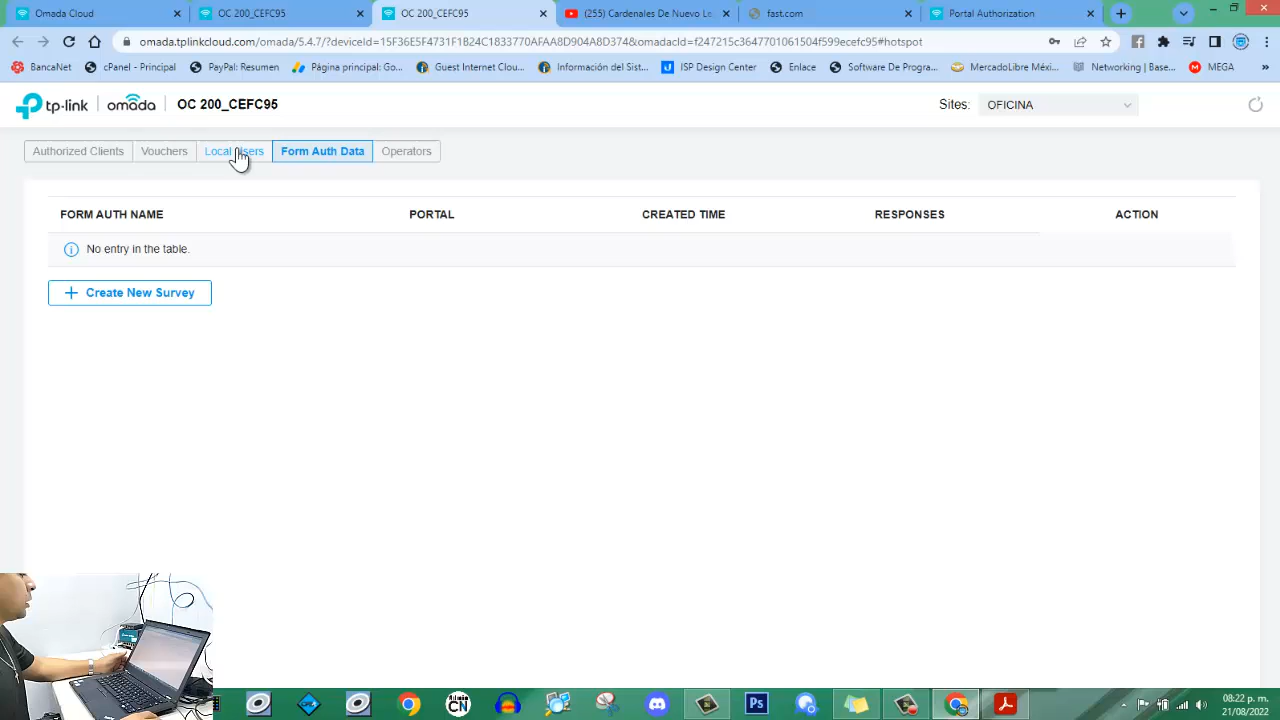 Omada Cloud
OC 200_CEFC95
OC 200_CEFC95
(255) Cardenales De Nuevo Le
fast.com
Portal Authorization
omada.tplinkcloud.com/omada/5.4.7/?deviceId=15F36E5F4731F1B24C1833770AFAA8D904A8D374&omadacId=f247215c3647701061504f599ecefc95#hotspot
BancaNet
cPanel - Principal
PayPal: Resumen
Página principal: Go...
Guest Internet Clou...
Información del Sist...
ISP Design Center
Enlace
Software De Progra...
MercadoLibre Méxi...
Networking | Base...
MEGA
»
tp-link | omada | OC 200_CEFC95
Sites: OFICINA
Authorized Clients Vouchers Local Users Form Auth Data Operators
FORM AUTH NAME PORTAL CREATED TIME RESPONSES ACTION
No entry in the table.
+ Create New Survey
Ps
08:22 p. m.
21/08/2022